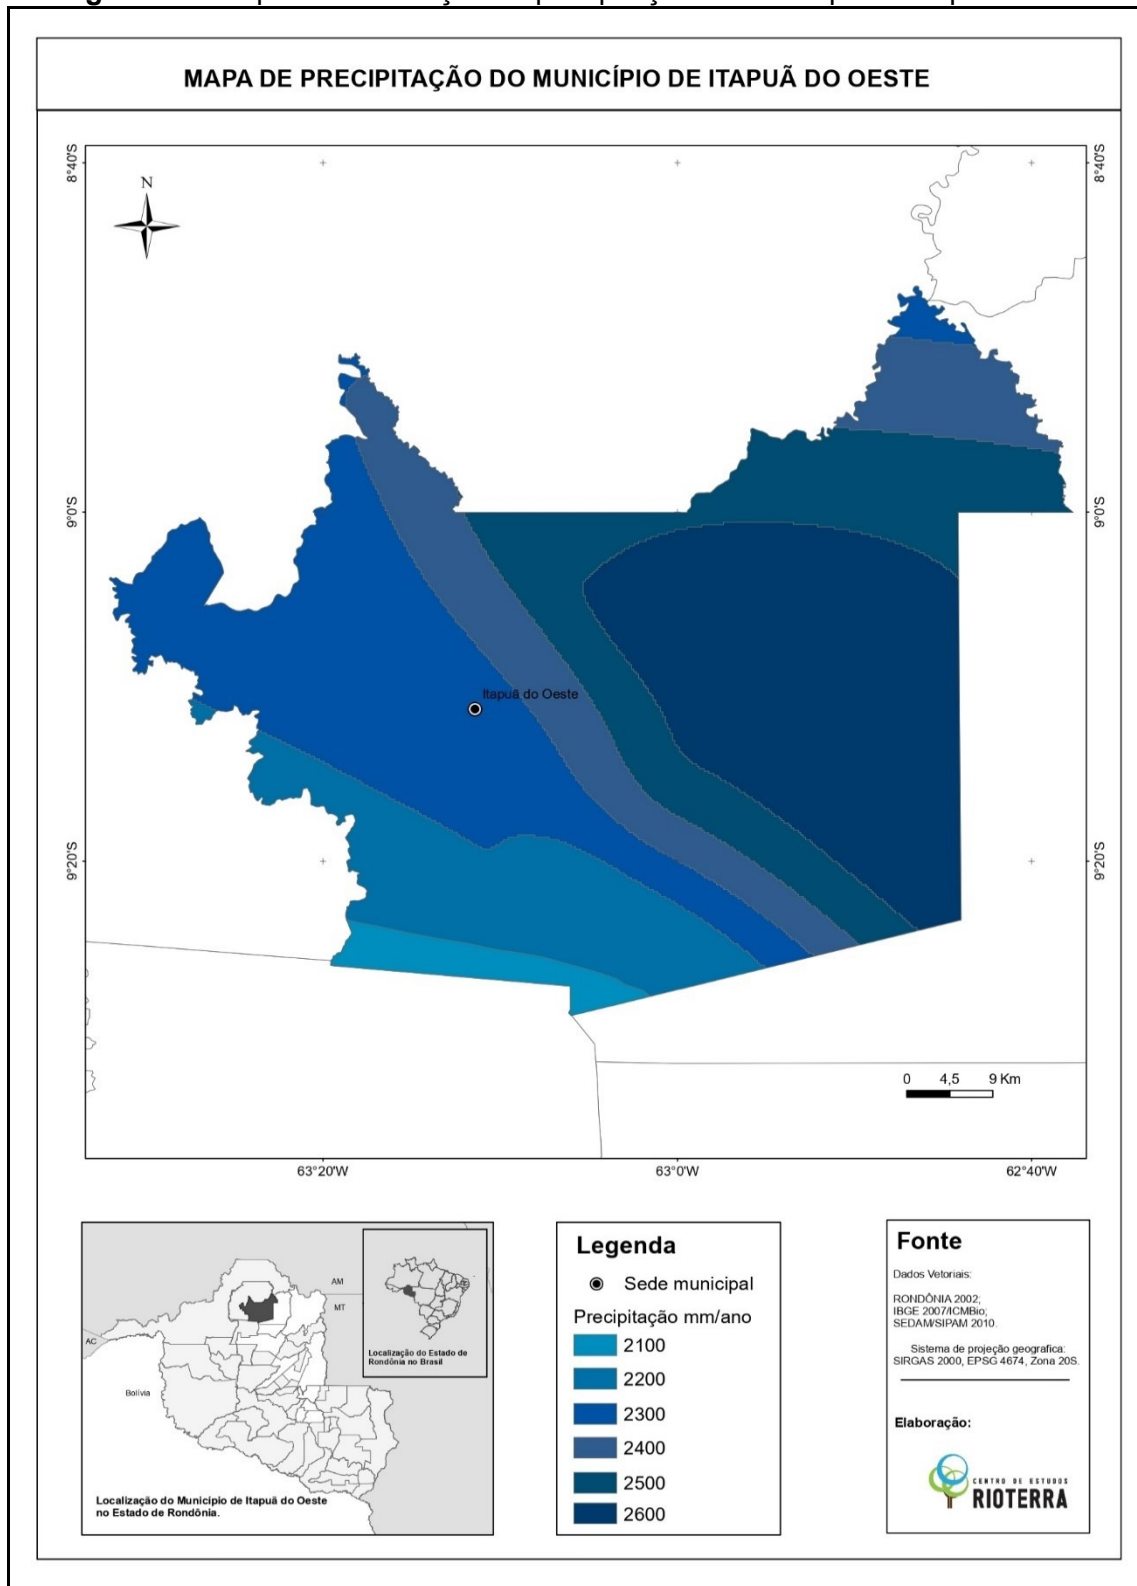 MAPA DE PRECIPITAÇÃO DO MUNICÍPIO DE ITAPUÃ DO OESTE
8°40'S
8°40'S
N
9°0'S
9°0'S
Itapuã do Oeste
9°20'S
9°20'S
0 4,5 9 Km
63°20'W
63°0'W
62°40'W
AM
MT
AC
Bolívia
Localização do Estado de
Rondônia no Brasil
Localização do Município de Itapuã do Oeste
no Estado de Rondônia.
Legenda
Sede municipal
Precipitação mm/ano
2100
2200
2300
2400
2500
2600
Fonte
Dados Vetoriais:
RONDÔNIA 2002;
IBGE 2007/ICMBio;
SEDAM/SIPAM 2010.
Sistema de projeção geografica:
SIRGAS 2000, EPSG 4674, Zona 20S.
Elaboração:
CENTRO DE ESTUDOS
RIOTERRA